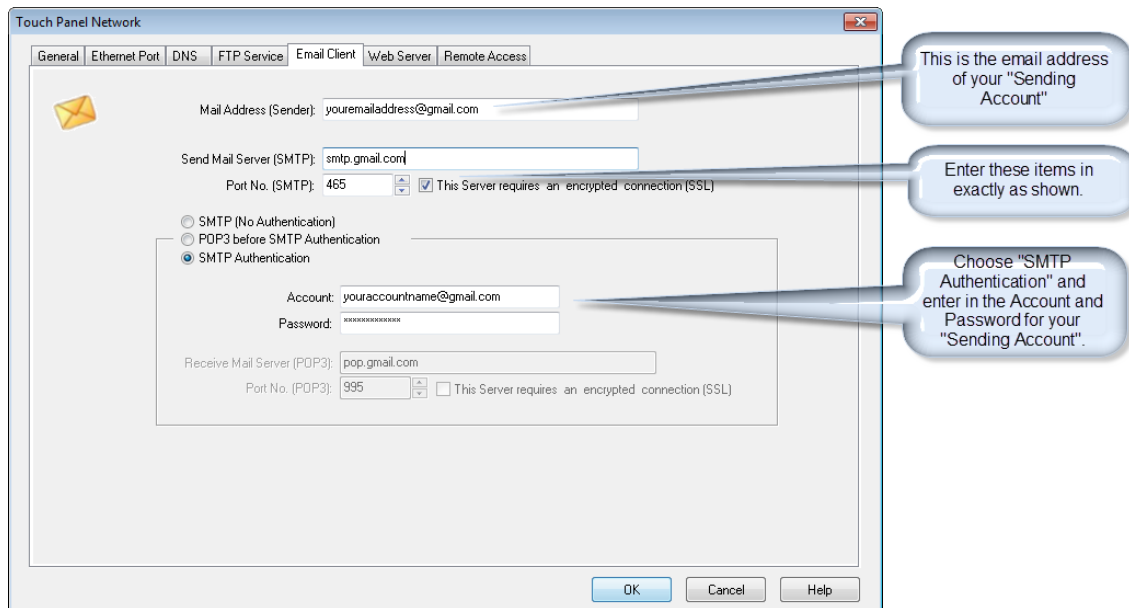 Touch Panel Network
General Ethernet Port DNS FTP Service Email Client Web Server Remote Access
Mail Address (Sender): youremailaddress@gmail.com
Send Mail Server (SMTP): smtp.gmail.com
Port No. (SMTP): 465 This Server requires an encrypted connection (SSL)
SMTP (No Authentication)
POP3 before SMTP Authentication
SMTP Authentication
Account: youraccountname@gmail.com
Password: *************
Receive Mail Server (POP3): pop.gmail.com
Port No. (POP3): 995 This Server requires an encrypted connection (SSL)
OK Cancel Help
This is the email address
of your "Sending
Account"
Enter these items in
exactly as shown.
Choose "SMTP
Authentication" and
enter in the Account and
Password for your
"Sending Account".